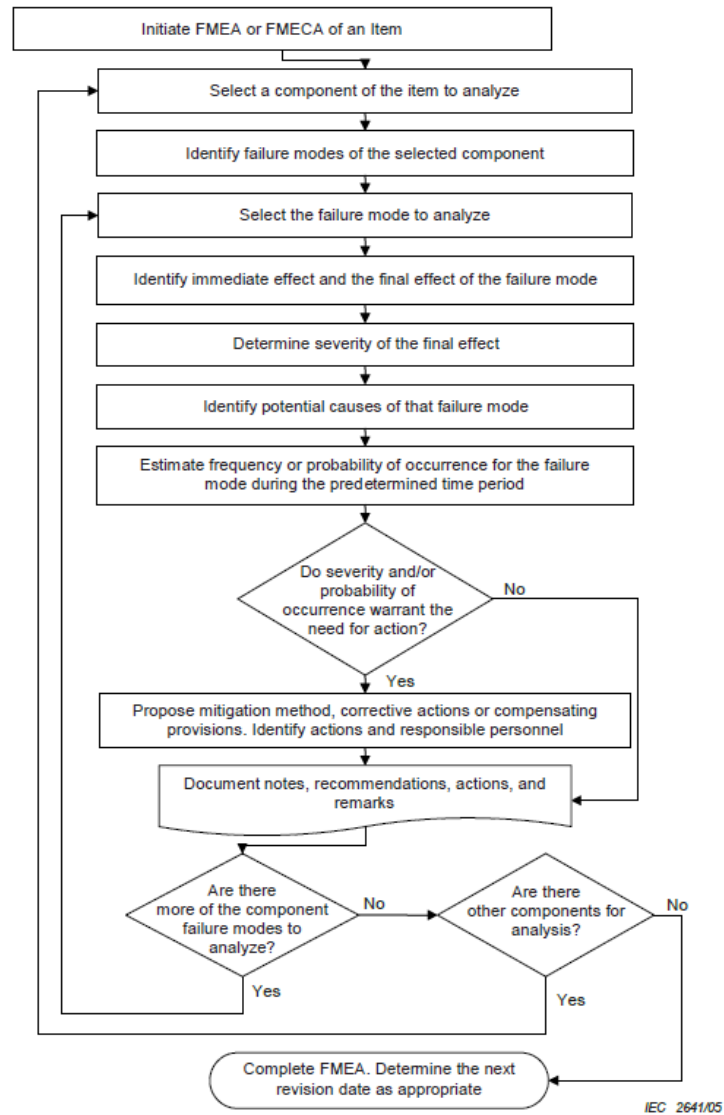 Initiate FMEA or FMECA of an Item
Select a component of the item to analyze
Identify failure modes of the selected component
Select the failure mode to analyze
Identify immediate effect and the final effect of the failure mode
Determine severity of the final effect
Identify potential causes of that failure mode
Estimate frequency or probability of occurrence for the failure
mode during the predetermined time period
Do severity and/or
probability of
occurrence warrant the
need for action?
No
Yes
Propose mitigation method, corrective actions or compensating
provisions. Identify actions and responsible personnel
Document notes, recommendations, actions, and
remarks
Are there
more of the component
failure modes to
analyze?
No
Yes
Are there
other components for
analysis?
No
Yes
Complete FMEA. Determine the next
revision date as appropriate
IEC 2641/05